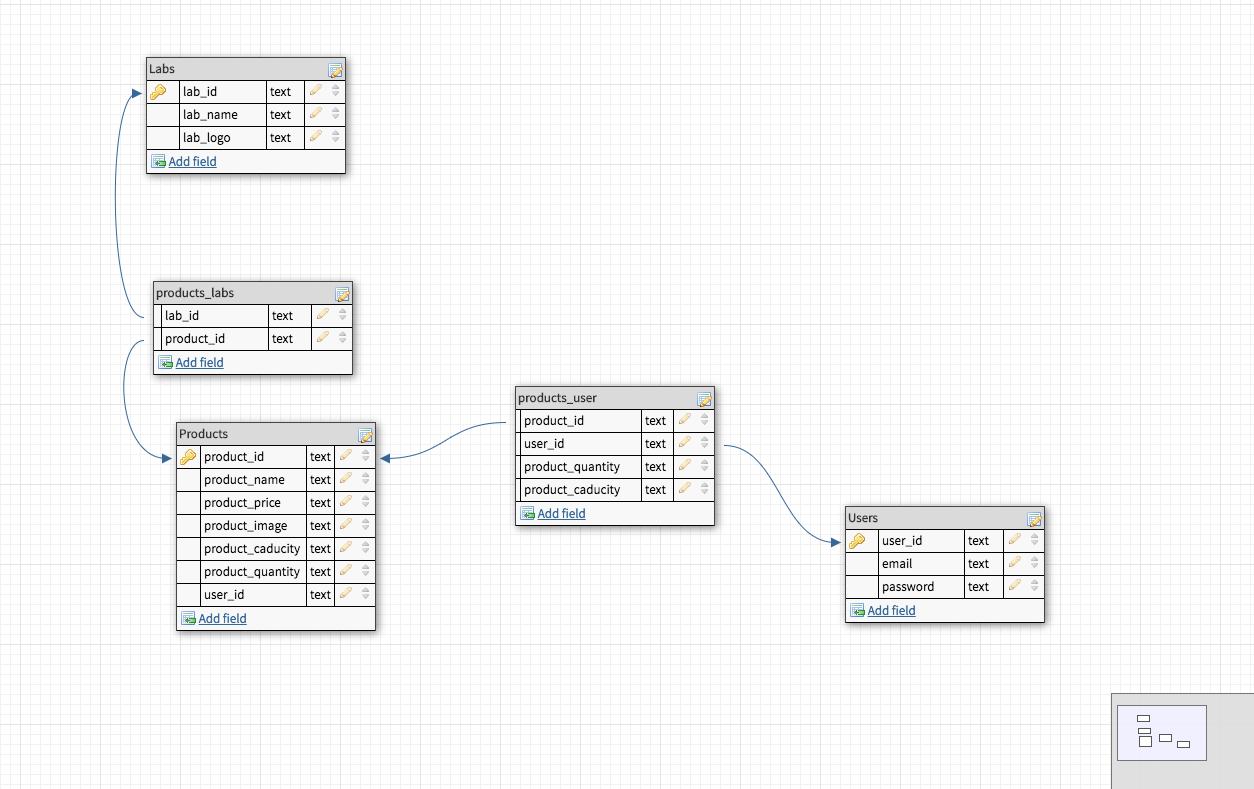 Labs
lab_id text
lab_name text
lab_logo text
Add field
products_labs
lab_id text
product_id text
Add field
Products
product_id text
product_name text
product_price text
product_image text
product_caducity text
product_quantity text
user_id text
Add field
products_user
product_id text
user_id text
product_quantity text
product_caducity text
Add field
Users
user_id text
email text
password text
Add field